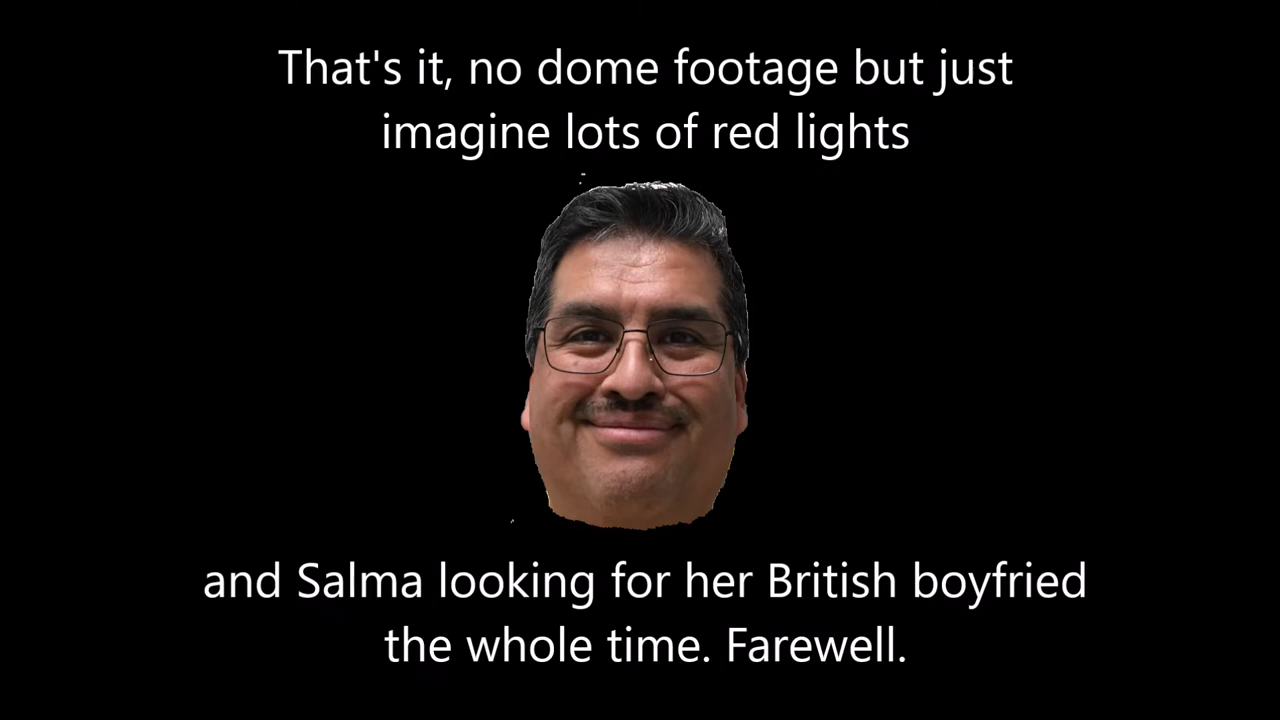 That's it, no dome footage but just
imagine lots of red lights
and Salma looking for her British boyfried
the whole time. Farewell.